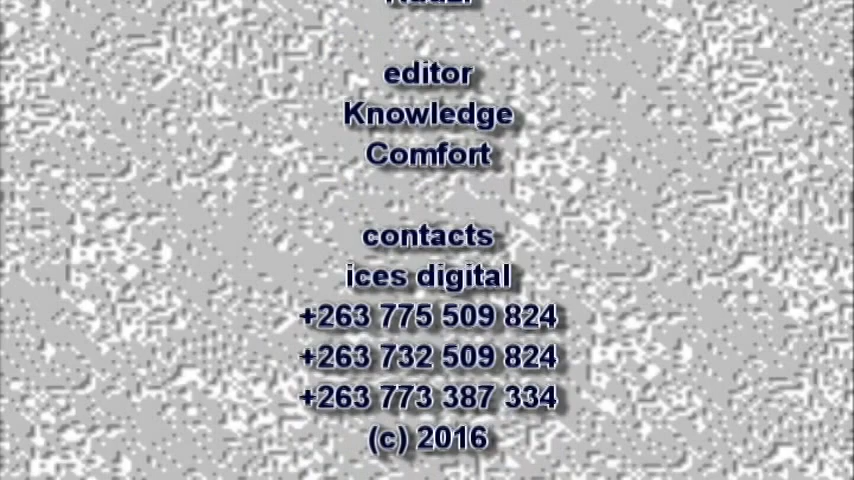 editor
Knowledge
Comfort
contacts
ices digital
+263 775 509 824
+263 732 509 824
+263 773 387 334
(c) 2016